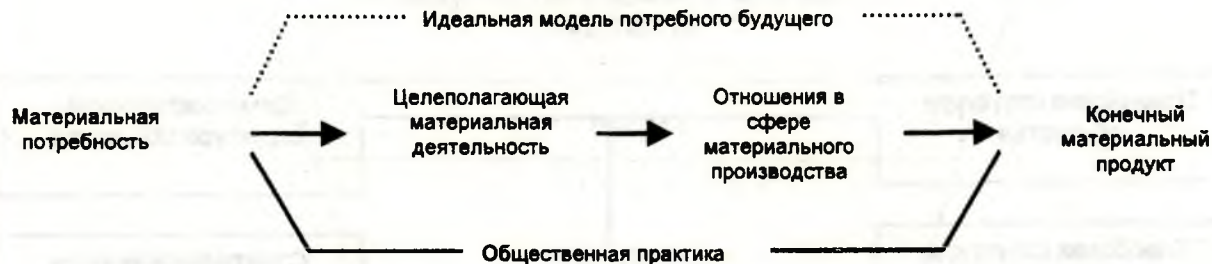 Идеальная модель потребного будущего
Материальная
потребность
Целеполагающая
материальная
деятельность
Отношения в
сфере
материального
производства
Конечный
материальный
продукт
Общественная практика